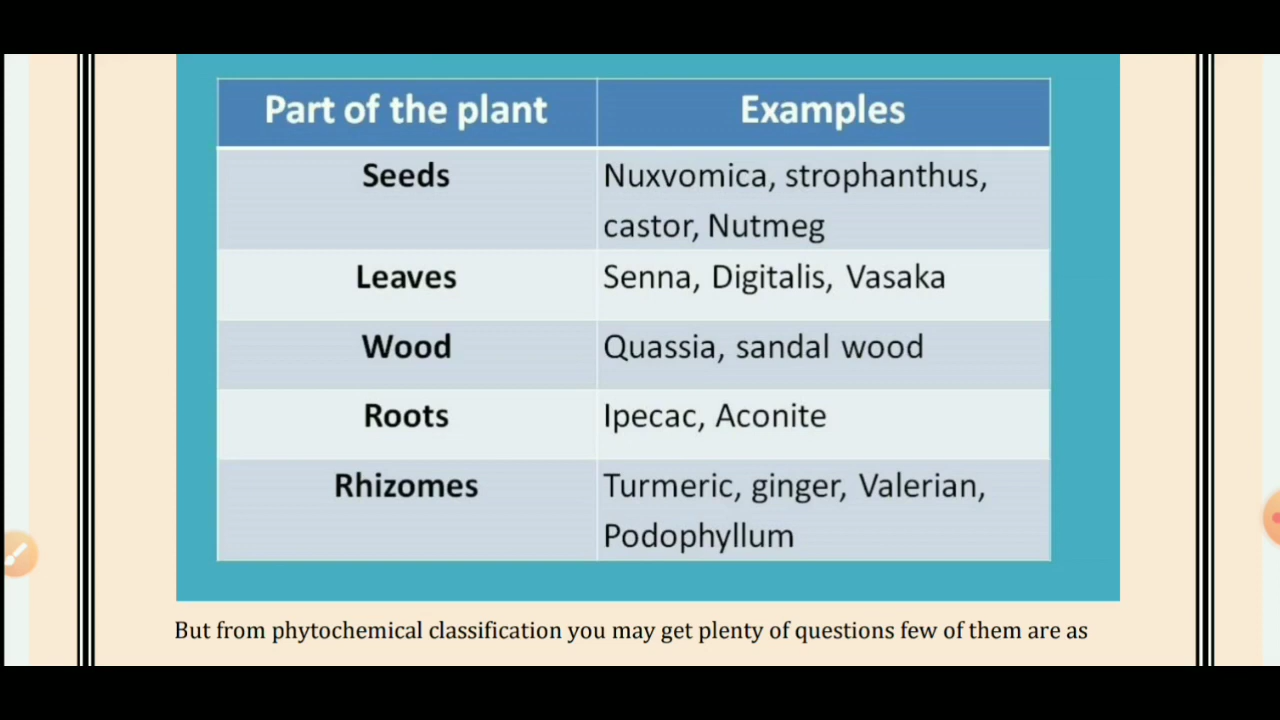 Part of the plant Examples
Seeds Nuxvomica, strophanthus,
castor, Nutmeg
Leaves Senna, Digitalis, Vasaka
Wood Quassia, sandal wood
Roots Ipecac, Aconite
Rhizomes Turmeric, ginger, Valerian,
Podophyllum
But from phytochemical classification you may get plenty of questions few of them are as